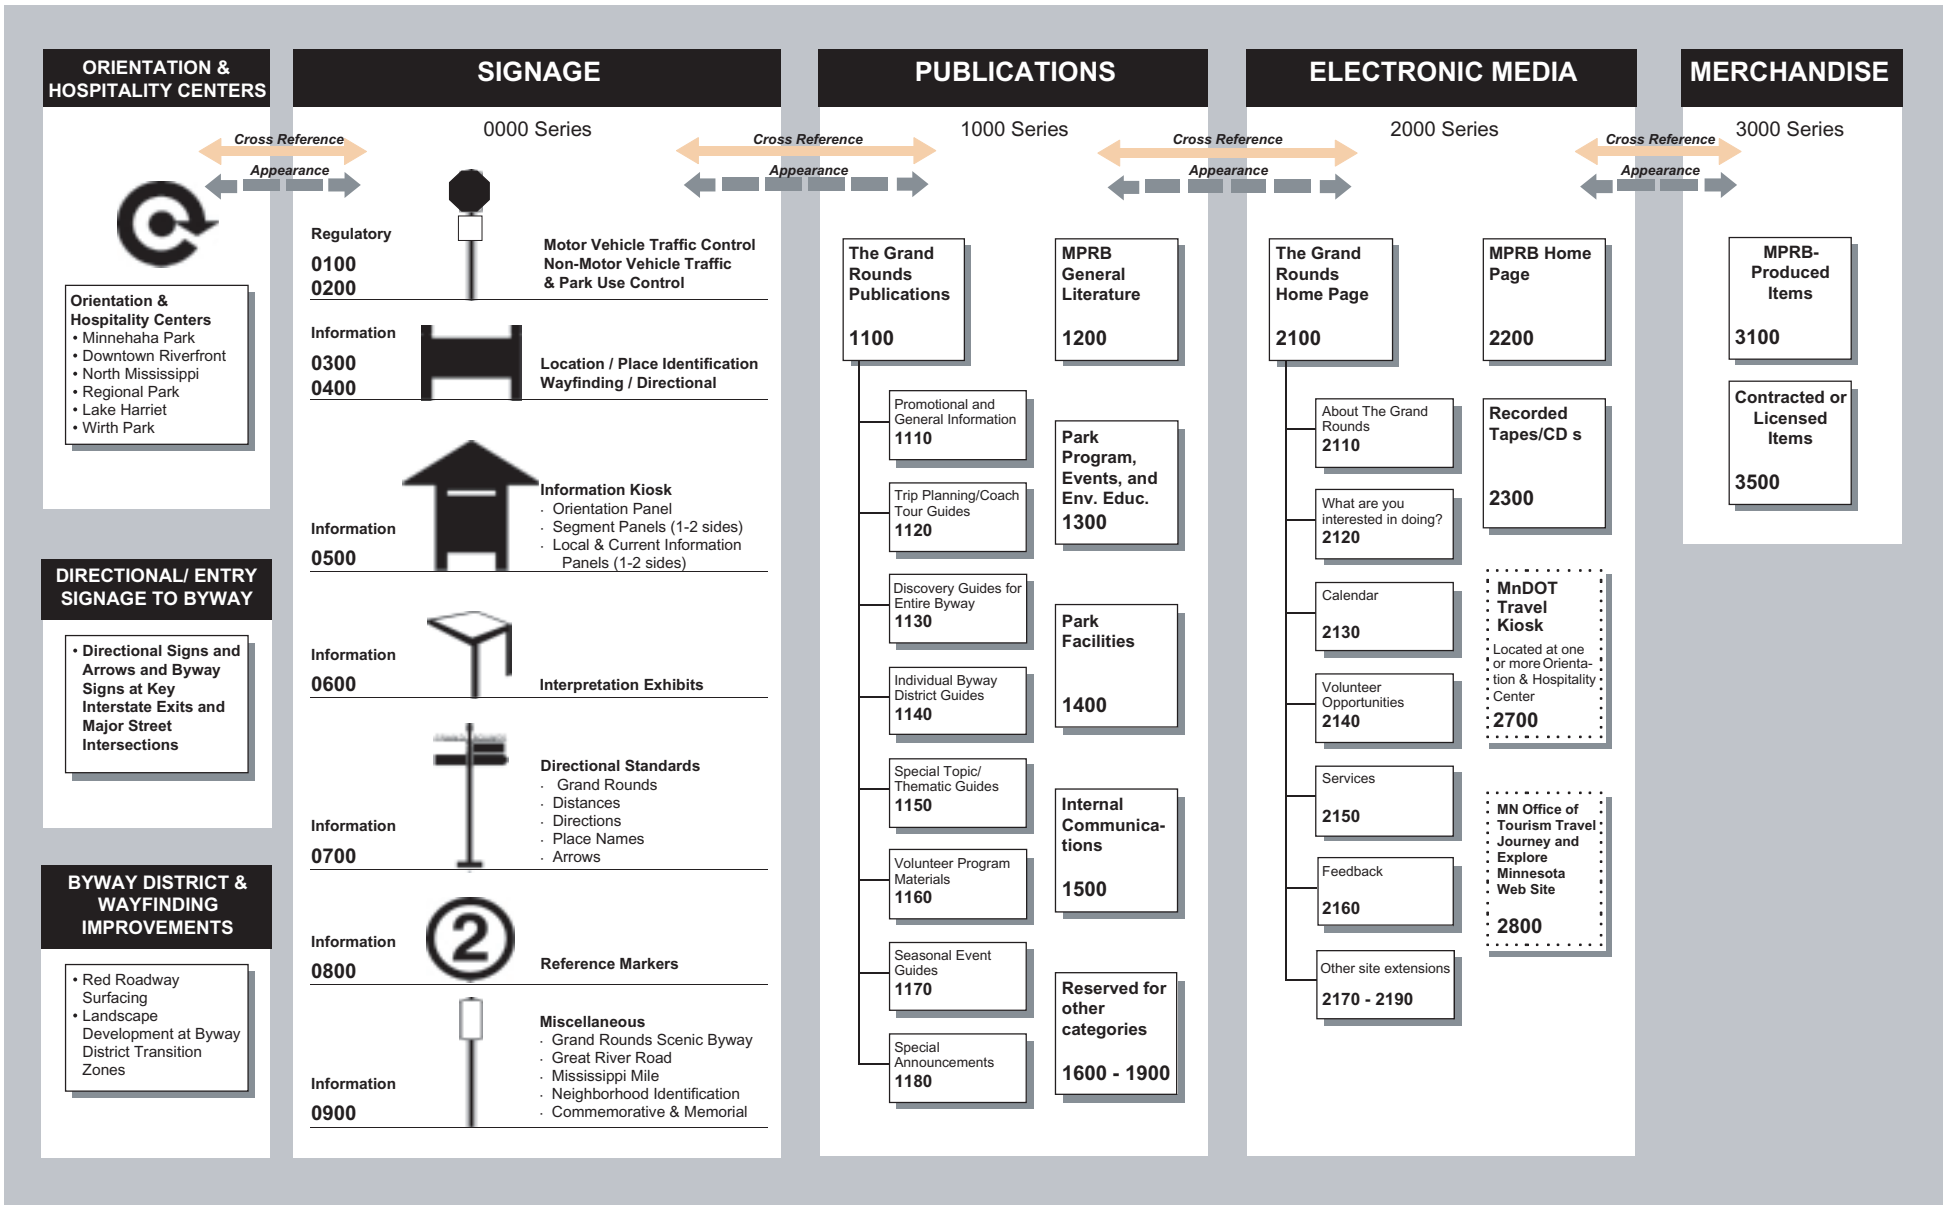 ORIENTATION &
HOSPITALITY CENTERS
Orientation &
Hospitality Centers
• Minnehaha Park
• Downtown Riverfront
• North Mississippi
• Regional Park
• Lake Harriet
• Wirth Park
DIRECTIONAL/ ENTRY
SIGNAGE TO BYWAY
• Directional Signs and
Arrows and Byway
Signs at Key
Interstate Exits and
Major Street
Intersections
BYWAY DISTRICT &
WAYFINDING
IMPROVEMENTS
• Red Roadway
Surfacing
• Landscape
Development at Byway
District Transition
Zones
Cross Reference
Appearance
SIGNAGE
0000 Series
Regulatory
0100
0200
Motor Vehicle Traffic Control
Non-Motor Vehicle Traffic
& Park Use Control
Information
0300
0400
Location / Place Identification
Wayfinding / Directional
Information
0500
Information Kiosk
· Orientation Panel
· Segment Panels (1-2 sides)
· Local & Current Information
Panels (1-2 sides)
Information
0600
Interpretation Exhibits
Information
0700
Directional Standards
· Grand Rounds
· Distances
· Directions
· Place Names
· Arrows
Information
0800
2
Reference Markers
Information
0900
Miscellaneous
· Grand Rounds Scenic Byway
· Great River Road
· Mississippi Mile
· Neighborhood Identification
· Commemorative & Memorial
Cross Reference
Appearance
PUBLICATIONS
1000 Series
The Grand
Rounds
Publications
1100
Promotional and
General Information
1110
Trip Planning/Coach
Tour Guides
1120
Discovery Guides for
Entire Byway
1130
Individual Byway
District Guides
1140
Special Topic/
Thematic Guides
1150
Volunteer Program
Materials
1160
Seasonal Event
Guides
1170
Special
Announcements
1180
MPRB
General
Literature
1200
Park
Program,
Events, and
Env. Educ.
1300
Park
Facilities
1400
Internal
Communica-
tions
1500
Reserved for
other
categories
1600 - 1900
Cross Reference
Appearance
ELECTRONIC MEDIA
2000 Series
The Grand
Rounds
Home Page
2100
About The Grand
Rounds
2110
What are you
interested in doing?
2120
Calendar
2130
Volunteer
Opportunities
2140
Services
2150
Feedback
2160
Other site extensions
2170 - 2190
MPRB Home
Page
2200
Recorded
Tapes/CD s
2300
MnDOT
Travel
Kiosk
Located at one
or more Orienta-
tion & Hospitality
Center
2700
MN Office of
Tourism Travel
Journey and
Explore
Minnesota
Web Site
2800
Cross Reference
Appearance
MERCHANDISE
3000 Series
MPRB-
Produced
Items
3100
Contracted or
Licensed
Items
3500